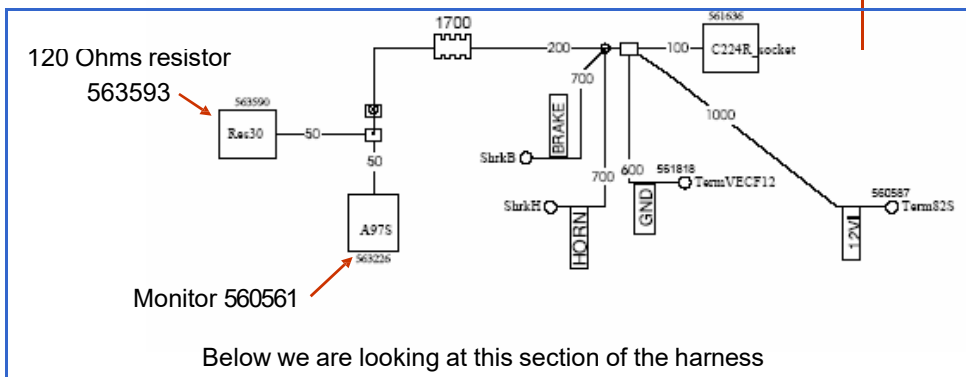 561636
1700
120 Ohms resistor
563593
200
100
C224R_socket
700
563590
Res30
50
1000
BRAKE
50
ShrkB
700
600
551818
TermVECF12
560587
ShrkH
Term82S
A97S
GND
HORN
12VI
563226
Monitor 560561
Below we are looking at this section of the harness